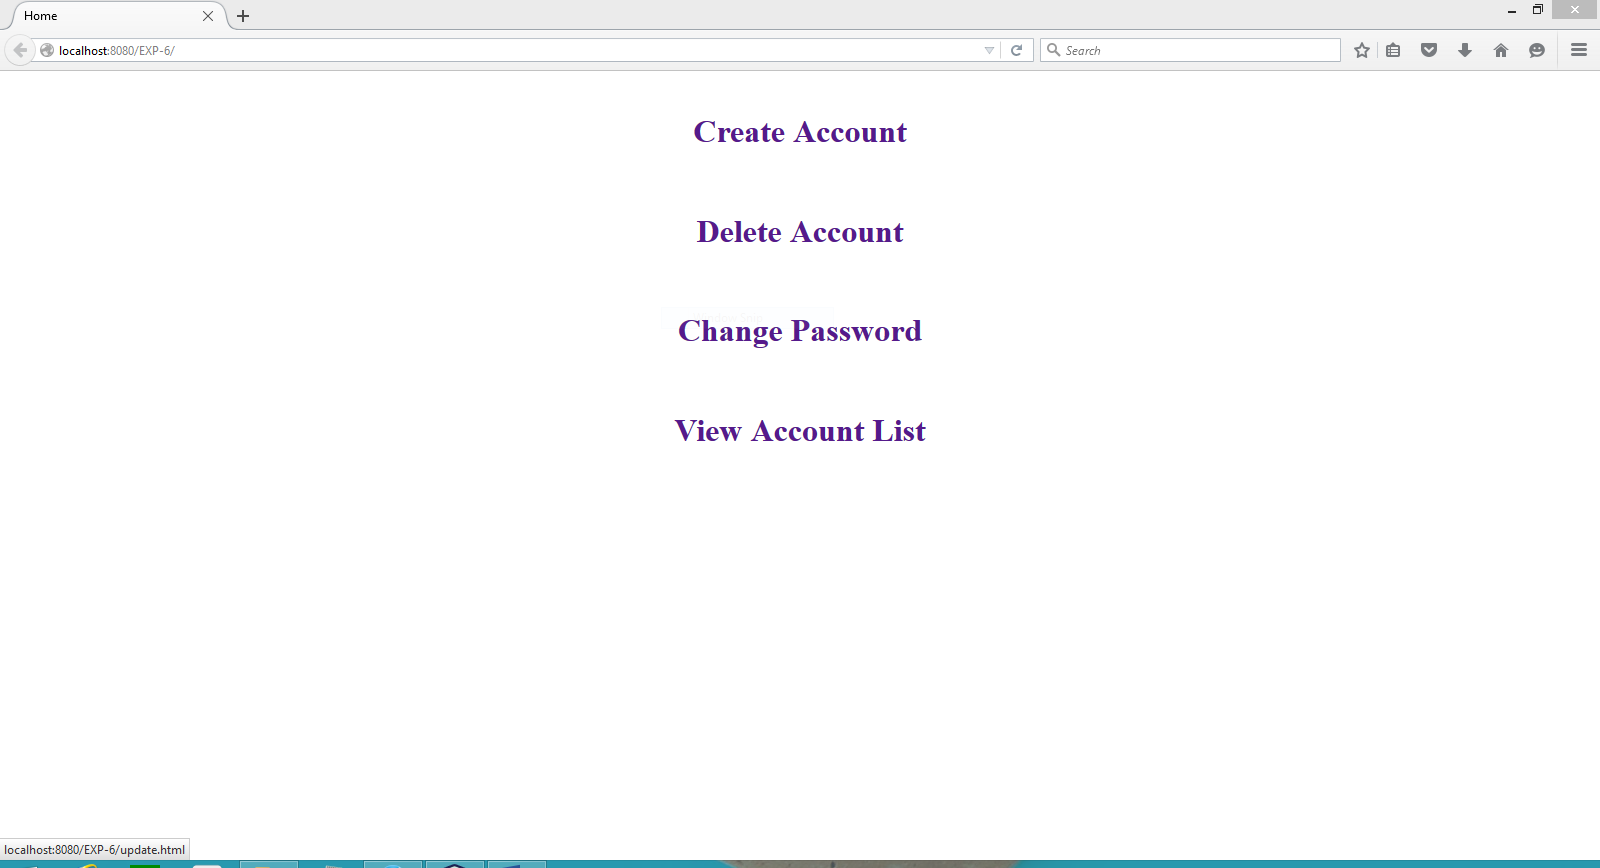 Home
localhost:8080/EXP-6/
Search
Create Account
Delete Account
Change Password
View Account List
localhost:8080/EXP-6/update.html